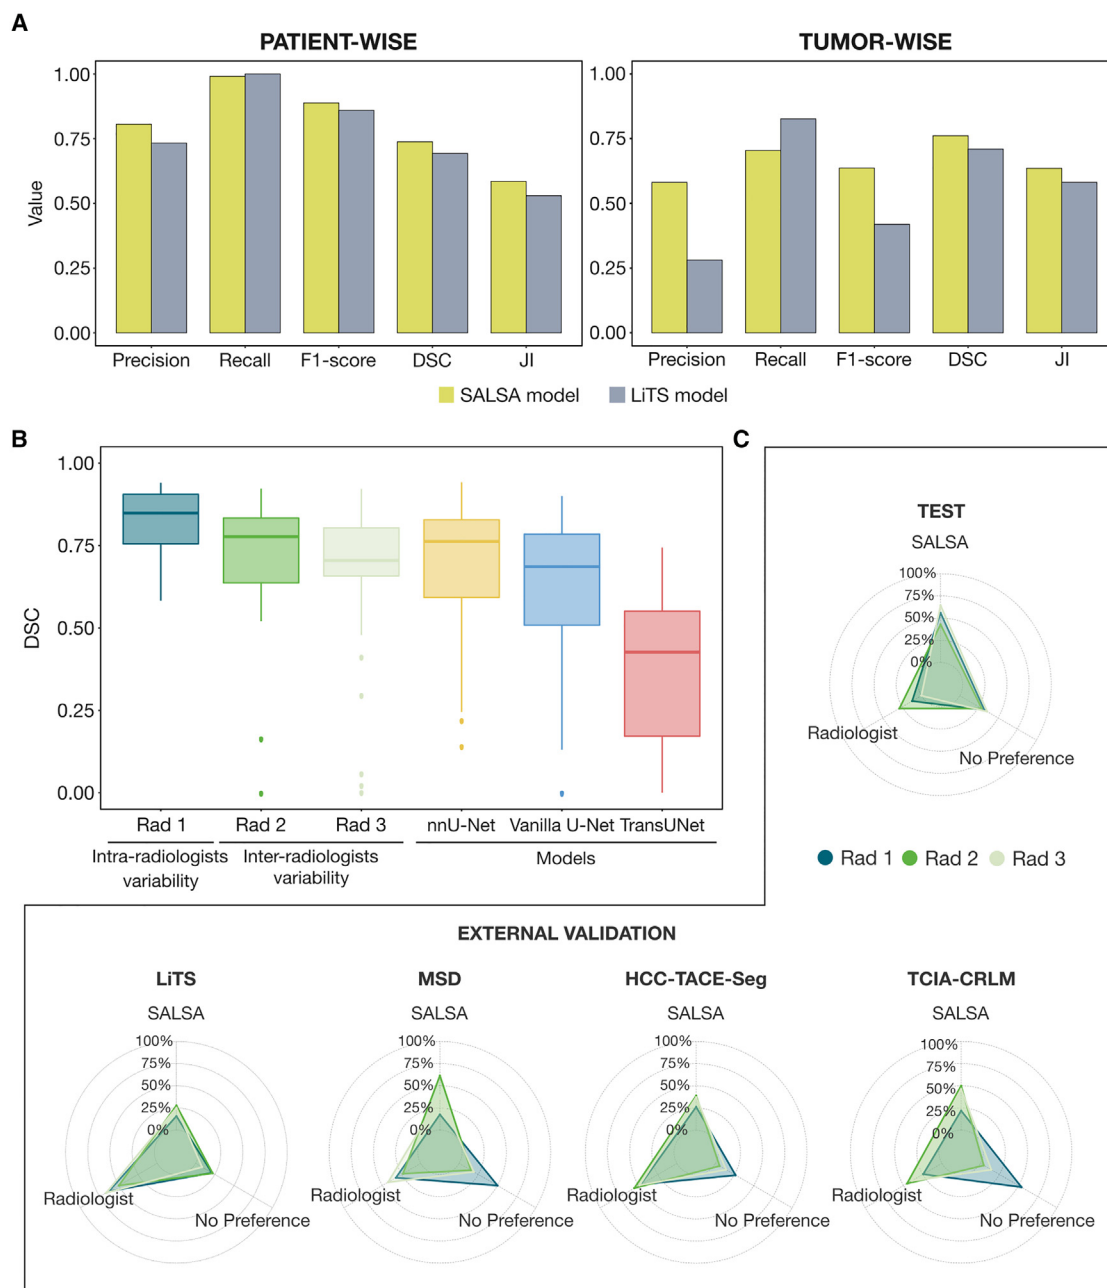 A
PATIENT-WISE
TUMOR-WISE
Value
1.00
0.75
0.50
0.25
0.00
Precision
Recall
F1-score
DSC
JI
1.00
0.75
0.50
0.25
0.00
Precision
Recall
F1-score
DSC
JI
SALSA model
LiTS model
B
DSC
1.00
0.75
0.50
0.25
0.00
Rad 1
Rad 2
Rad 3
nnU-Net
Vanilla U-Net
TransUNet
Intra-radiologists
variability
Inter-radiologists
variability
Models
C
TEST
SALSA
100%
75%
50%
25%
0%
Radiologist
No Preference
Rad 1
Rad 2
Rad 3
EXTERNAL VALIDATION
LiTS
SALSA
100%
75%
50%
25%
0%
Radiologist
No Preference
MSD
SALSA
100%
75%
50%
25%
0%
Radiologist
No Preference
HCC-TACE-Seg
SALSA
100%
75%
50%
25%
0%
Radiologist
No Preference
TCIA-CRLM
SALSA
100%
75%
50%
25%
0%
Radiologist
No Preference